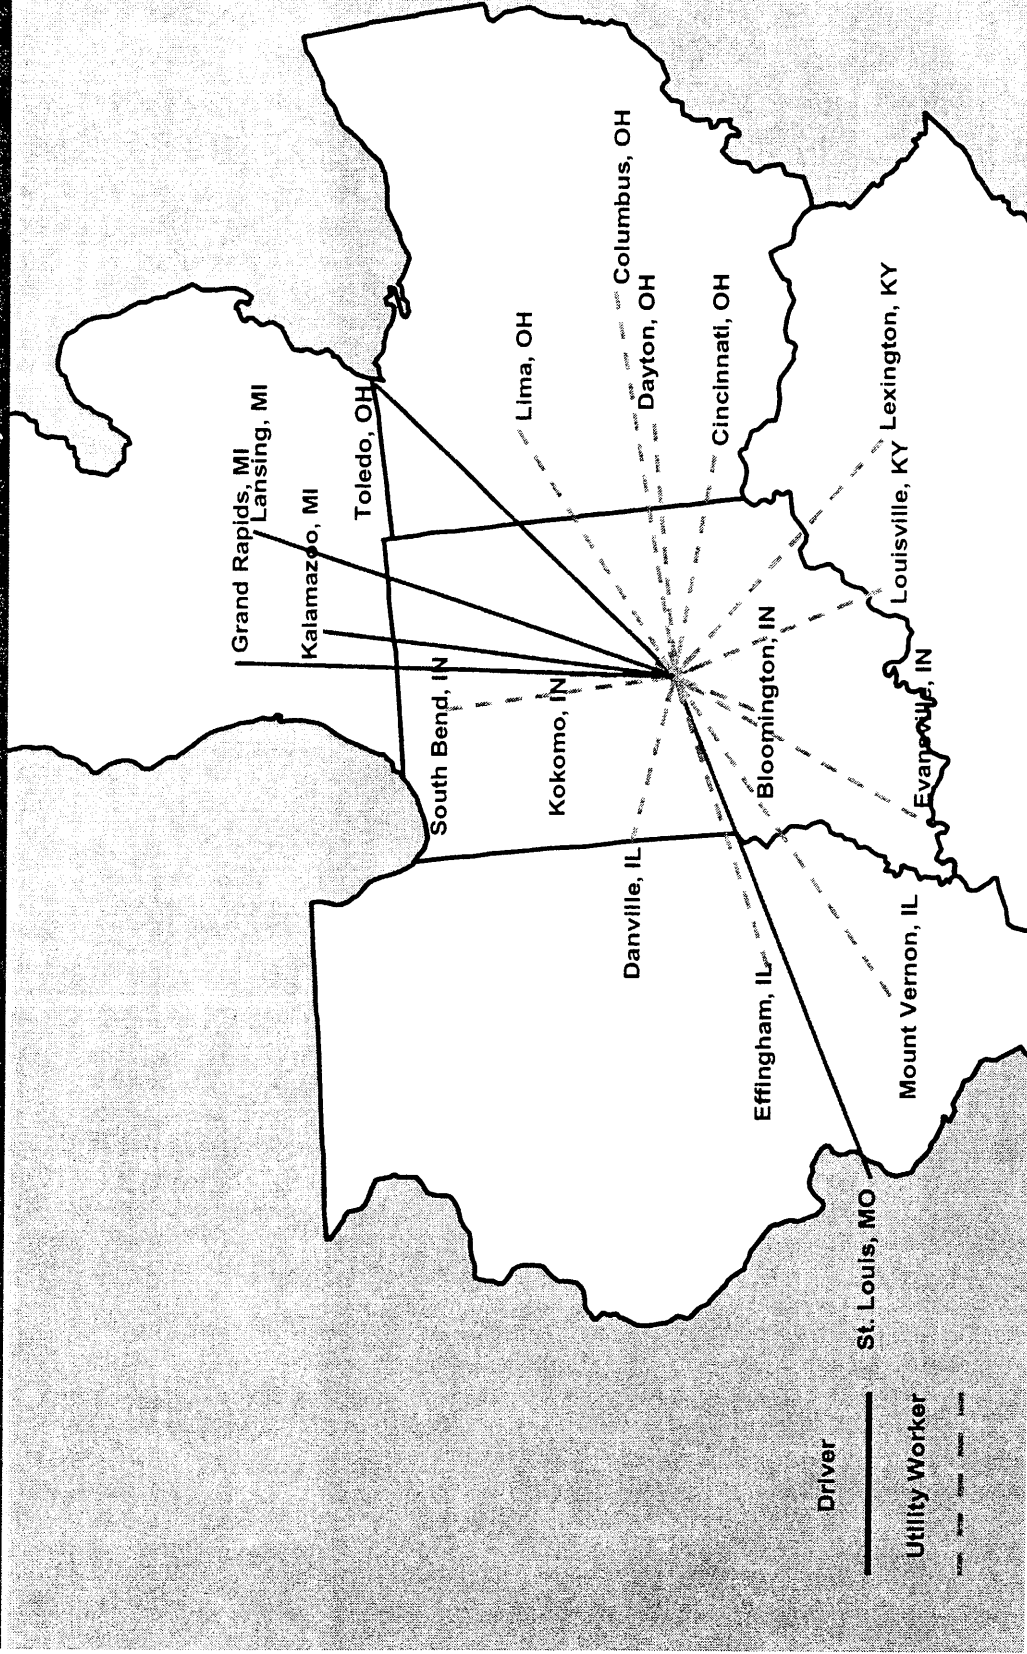 Grand Rapids, MI
Lansing, MI
Kalamazoo, MI
Toledo, OH
South Bend, IN
Lima, OH
Kokomo, IN
Columbus, OH
Danville, IL
Dayton, OH
Cincinnati, OH
Effingham, IL
Bloomington, IN
St. Louis, MO
Mount Vernon, IL
Evansville, IN
Louisville, KY
Lexington, KY
Driver
Utility Worker